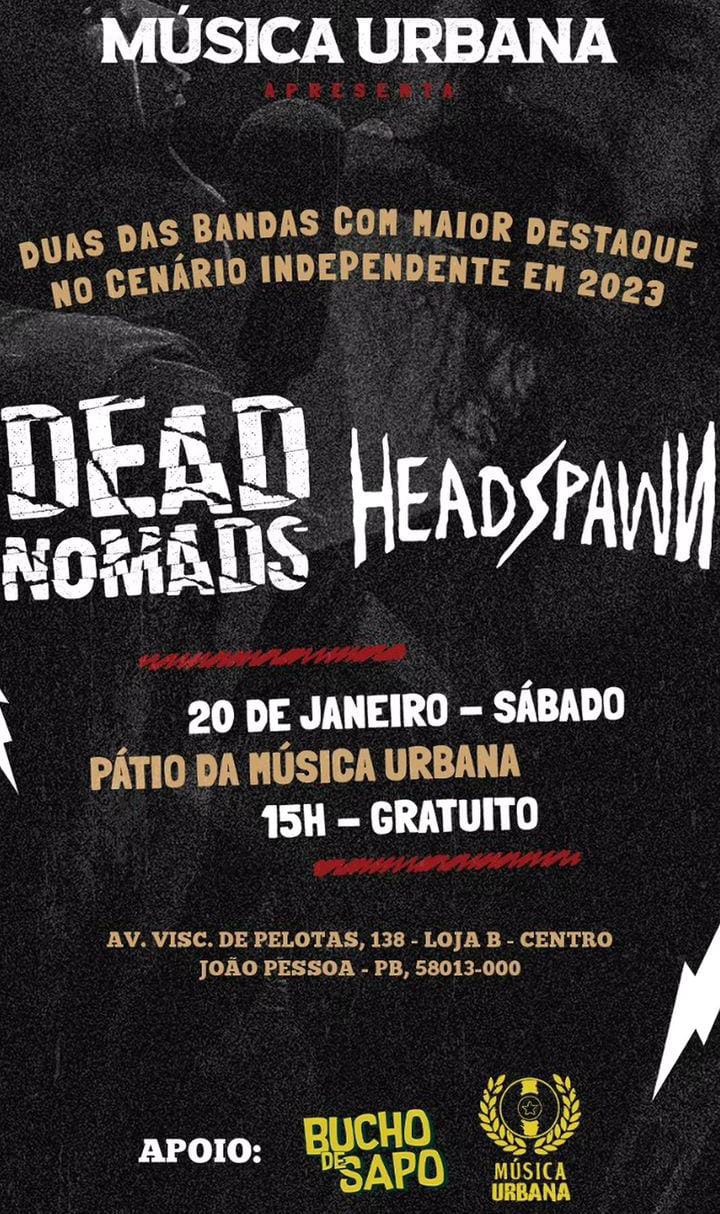 MÚSICA URBANA
APRESENTA
DUAS DAS BANDAS COM MAIOR DESTAQUE
NO CENÁRIO INDEPENDENTE EM 2023
DEAD
NOMADS
HEADSPAWN
20 DE JANEIRO – SÁBADO
PÁTIO DA MÚSICA URBANA
15H – GRATUITO
AV. VISC. DE PELOTAS, 138 - LOJA B - CENTRO
JOÃO PESSOA - PB, 58013-000
APOIO:
BUCHO
DE
SAPO
MÚSICA
URBANA